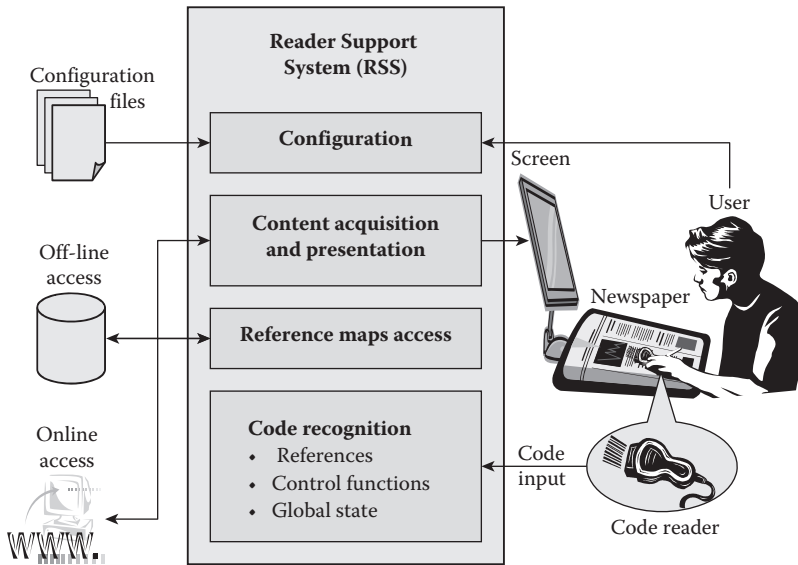 Reader Support
System (RSS)
Configuration
files
Configuration
Screen
User
Content acquisition
and presentation
Off-line
access
Newspaper
Reference maps access
Online
access
Code recognition
• References
• Control functions
• Global state
Code
input
Code reader
WWW.